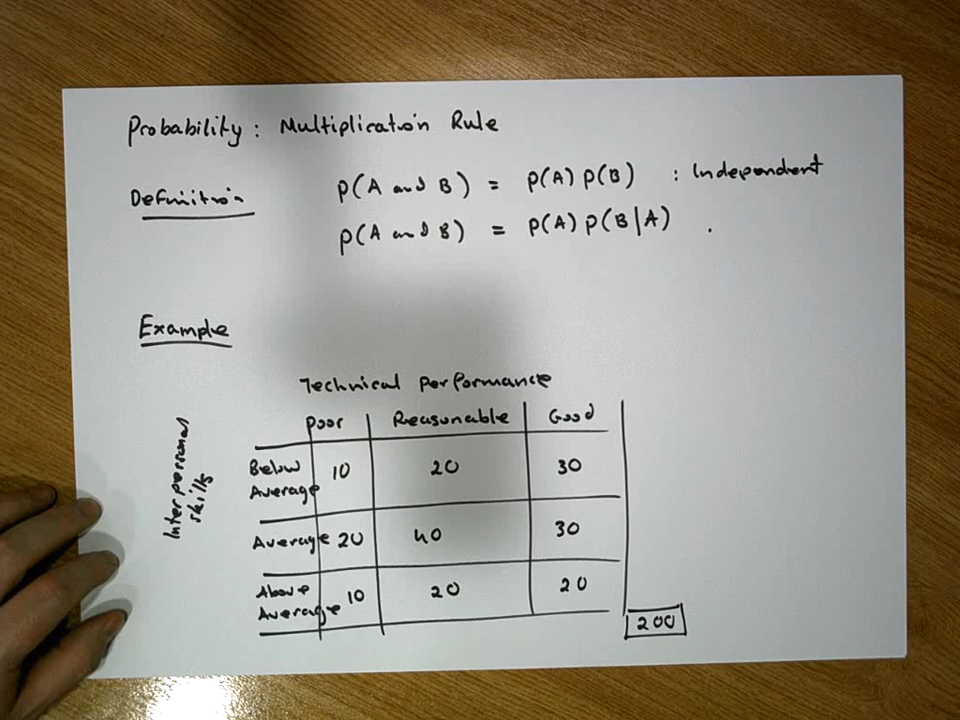 Probability: Multiplication Rule
Definition P(A and B) = P(A) P(B) : Independent
P(A and B) = P(A) P(B|A) .
Example
Technical Performance
Poor Reasonable Good
Interpersonal skills
Below Average 10 20 30
Average 20 40 30
Above Average 10 20 20
200